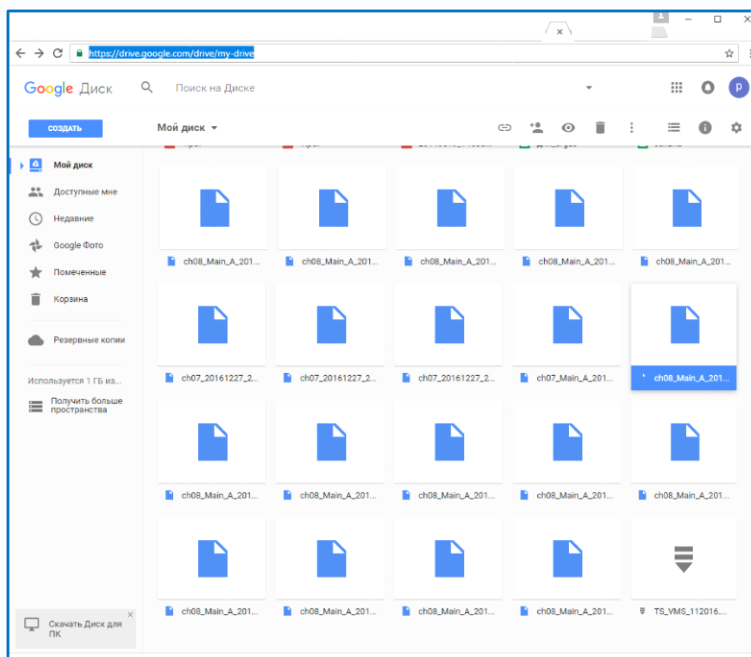 https://drive.google.com/drive/my-drive
Google Диск
Поиск на Диске
p
СОЗДАТЬ
Мой диск
Мой диск
Доступные мне
Недавние
Google Фото
Помеченные
Корзина
Резервные копии
Используется 1 ГБ из...
Получить больше
пространства
ch08_Main_A_201... ch08_Main_A_201... ch08_Main_A_201... ch08_Main_A_201... ch08_Main_A_201...
ch07_20161227_2... ch07_20161227_2... ch07_20161227_2... ch07_Main_A_201... ch08_Main_A_201...
ch08_Main_A_201... ch08_Main_A_201... ch08_Main_A_201... ch08_Main_A_201... ch08_Main_A_201...
ch08_Main_A_201... ch08_Main_A_201... ch08_Main_A_201... ch08_Main_A_201... TS_VMS_112016....
Скачать Диск для
ПК